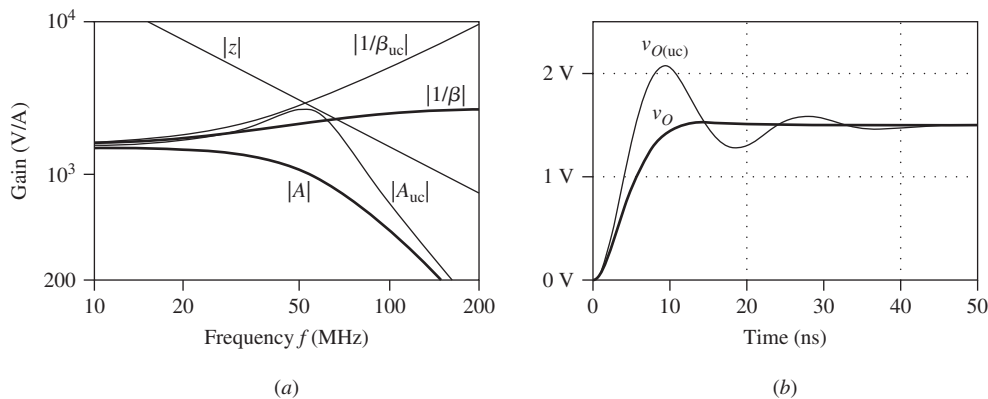 10⁴
10³
200
Gain (V/A)
|z|
|1/βuc|
|1/β|
|A|
|Auc|
10 20 50 100 200
Frequency f (MHz)
(a)
2 V
1 V
0 V
vO(uc)
vO
0 10 20 30 40 50
Time (ns)
(b)